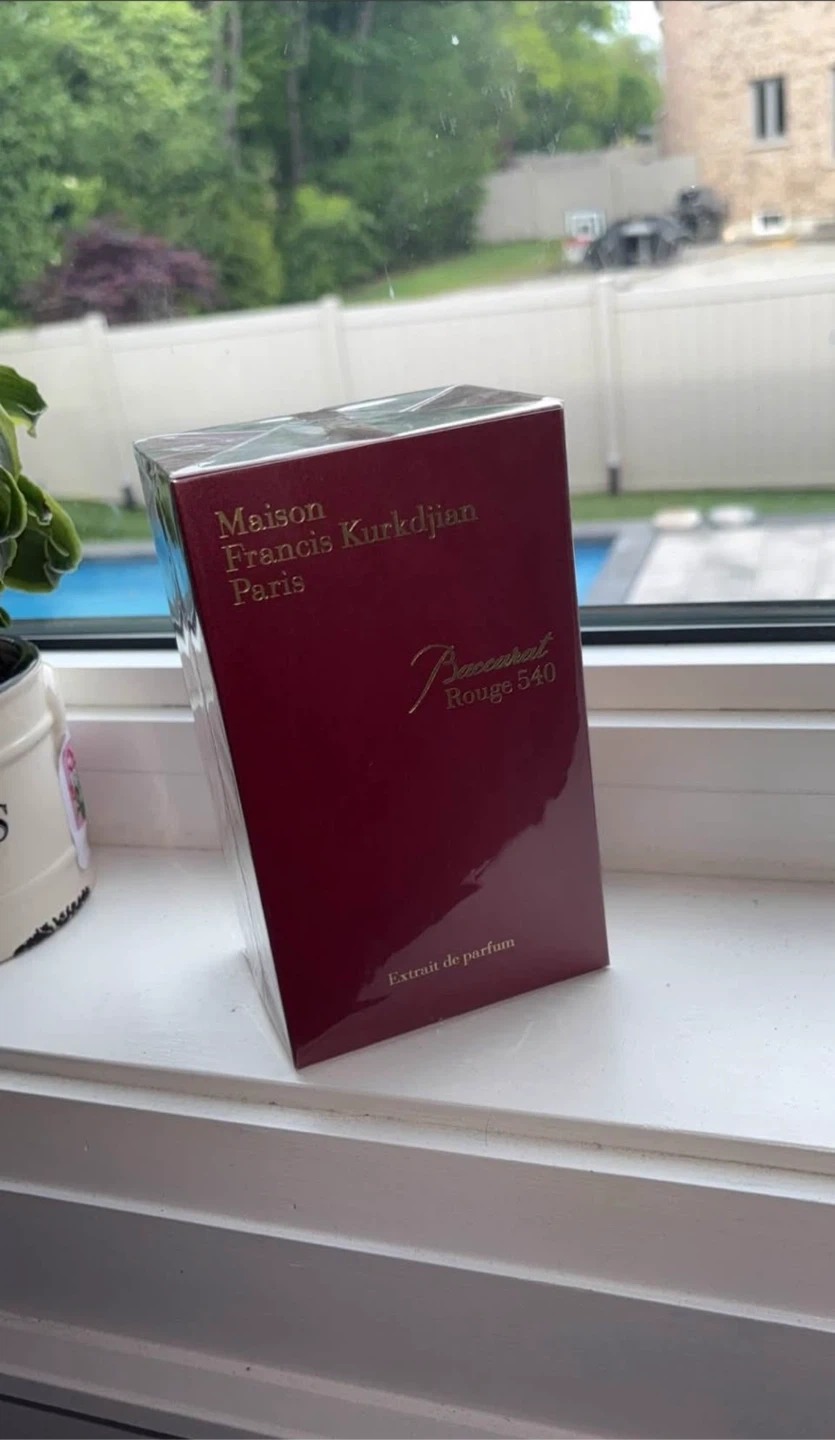 Maison
Francis Kurkdjian
Paris
Baccarat
Rouge 540
Extrait de parfum
S